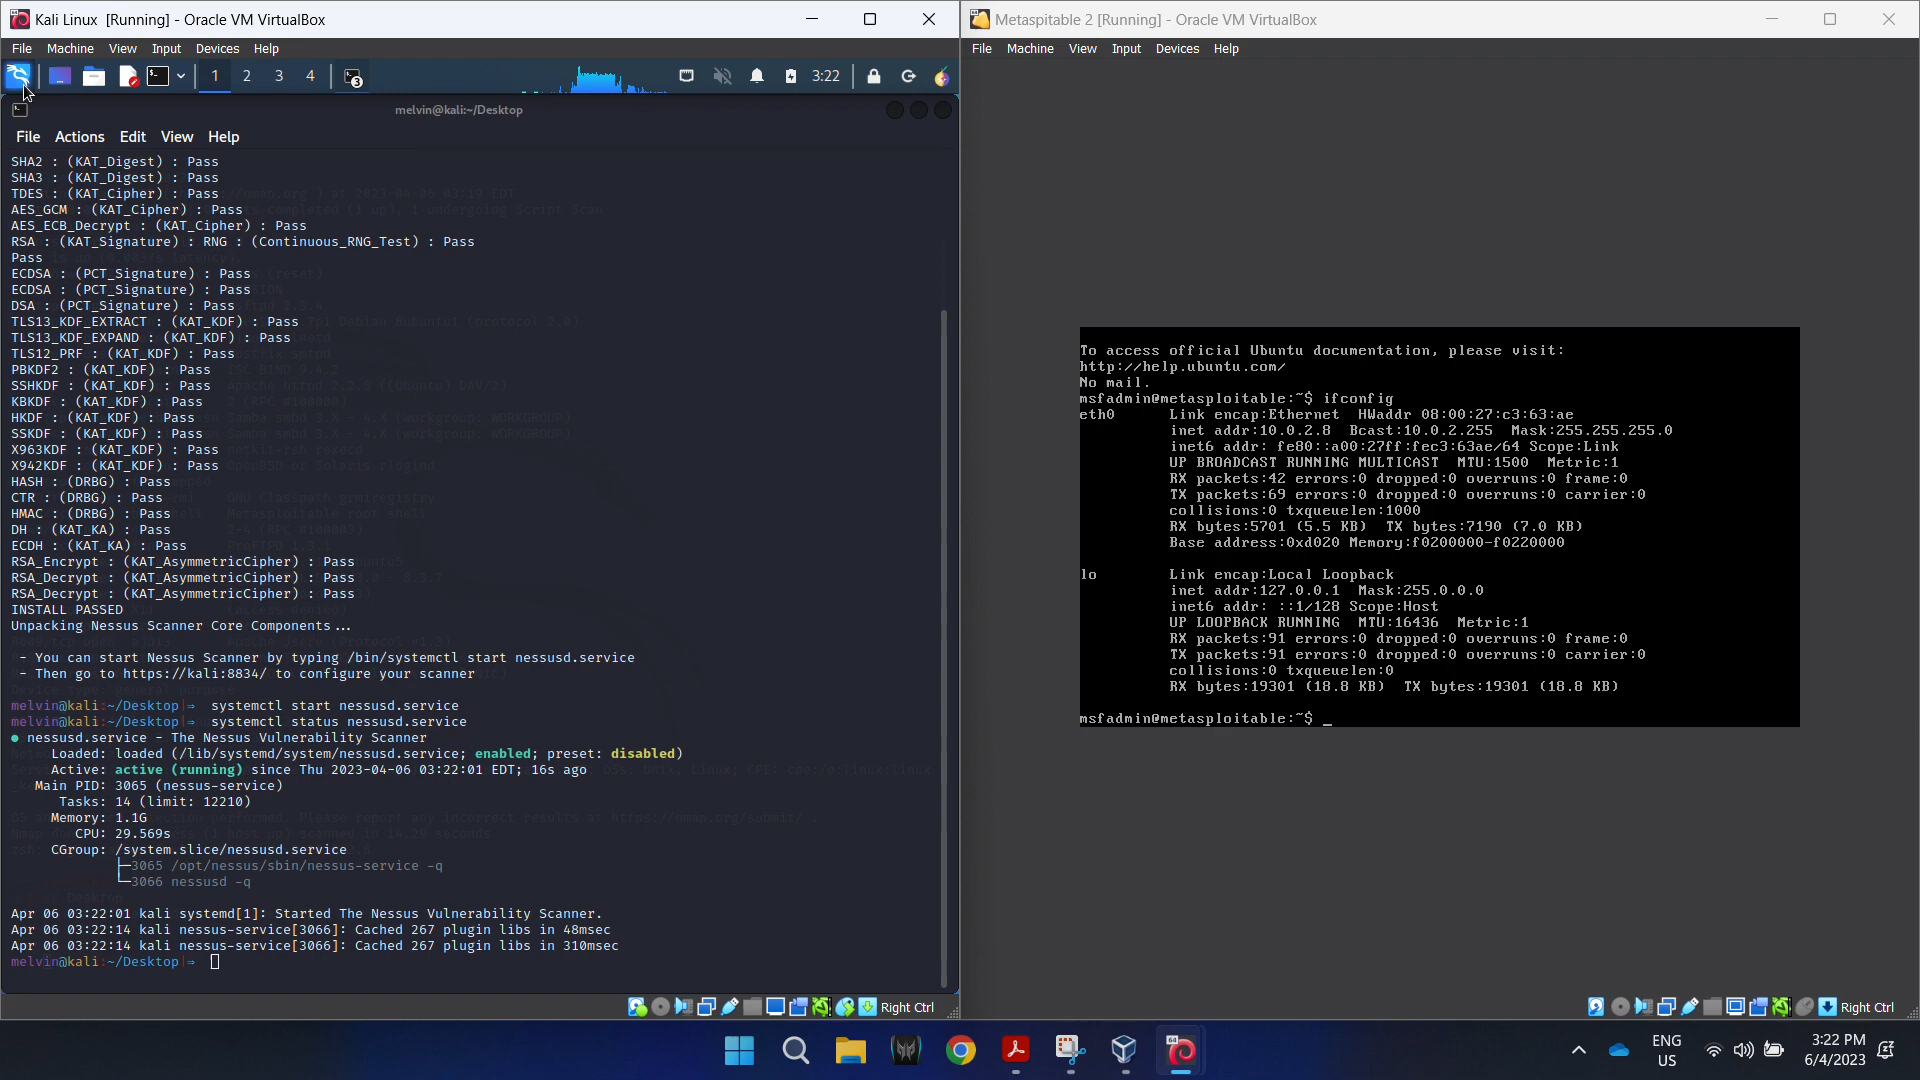 Kali Linux [Running] - Oracle VM VirtualBox
File Machine View Input Devices Help
1 2 3 4 3 3:22
melvin@kali:~/Desktop
File Actions Edit View Help
SHA2 : (KAT_Digest) : Pass
SHA3 : (KAT_Digest) : Pass
TDES : (KAT_Cipher) : Pass
AES_GCM : (KAT_Cipher) : Pass
AES_ECB_Decrypt : (KAT_Cipher) : Pass
RSA : (KAT_Signature) : RNG : (Continuous_RNG_Test) : Pass
Pass
ECDSA : (PCT_Signature) : Pass
ECDSA : (PCT_Signature) : Pass
DSA : (PCT_Signature) : Pass
TLS13_KDF_EXTRACT : (KAT_KDF) : Pass
TLS13_KDF_EXPAND : (KAT_KDF) : Pass
TLS12_PRF : (KAT_KDF) : Pass
PBKDF2 : (KAT_KDF) : Pass
SSHKDF : (KAT_KDF) : Pass
KBKDF : (KAT_KDF) : Pass
HKDF : (KAT_KDF) : Pass
SSKDF : (KAT_KDF) : Pass
X963KDF : (KAT_KDF) : Pass
X942KDF : (KAT_KDF) : Pass
HASH : (DRBG) : Pass
CTR : (DRBG) : Pass
HMAC : (DRBG) : Pass
DH : (KAT_KA) : Pass
ECDH : (KAT_KA) : Pass
RSA_Encrypt : (KAT_AsymmetricCipher) : Pass
RSA_Decrypt : (KAT_AsymmetricCipher) : Pass
RSA_Decrypt : (KAT_AsymmetricCipher) : Pass
INSTALL PASSED
Unpacking Nessus Scanner Core Components...
- You can start Nessus Scanner by typing /bin/systemctl start nessusd.service
- Then go to https://kali:8834/ to configure your scanner
melvin@kali:~/Desktop|⇒ systemctl start nessusd.service
melvin@kali:~/Desktop|⇒ systemctl status nessusd.service
● nessusd.service - The Nessus Vulnerability Scanner
Loaded: loaded (/lib/systemd/system/nessusd.service; enabled; preset: disabled)
Active: active (running) since Thu 2023-04-06 03:22:01 EDT; 16s ago
Main PID: 3065 (nessus-service)
Tasks: 14 (limit: 12210)
Memory: 1.1G
CPU: 29.569s
CGroup: /system.slice/nessusd.service
├─3065 /opt/nessus/sbin/nessus-service -q
└─3066 nessusd -q
Apr 06 03:22:01 kali systemd[1]: Started The Nessus Vulnerability Scanner.
Apr 06 03:22:14 kali nessus-service[3066]: Cached 267 plugin libs in 48msec
Apr 06 03:22:14 kali nessus-service[3066]: Cached 267 plugin libs in 310msec
melvin@kali:~/Desktop|⇒
Right Ctrl
Metaspitable 2 [Running] - Oracle VM VirtualBox
File Machine View Input Devices Help
To access official Ubuntu documentation, please visit:
http://help.ubuntu.com/
No mail.
msfadmin@metasploitable:~$ ifconfig
eth0 Link encap:Ethernet HWaddr 08:00:27:c3:63:ae
inet addr:10.0.2.8 Bcast:10.0.2.255 Mask:255.255.255.0
inet6 addr: fe80::a00:27ff:fec3:63ae/64 Scope:Link
UP BROADCAST RUNNING MULTICAST MTU:1500 Metric:1
RX packets:42 errors:0 dropped:0 overruns:0 frame:0
TX packets:69 errors:0 dropped:0 overruns:0 carrier:0
collisions:0 txqueuelen:1000
RX bytes:5701 (5.5 KB) TX bytes:7190 (7.0 KB)
Base address:0xd020 Memory:f0200000-f0220000
lo Link encap:Local Loopback
inet addr:127.0.0.1 Mask:255.0.0.0
inet6 addr: ::1/128 Scope:Host
UP LOOPBACK RUNNING MTU:16436 Metric:1
RX packets:91 errors:0 dropped:0 overruns:0 frame:0
TX packets:91 errors:0 dropped:0 overruns:0 carrier:0
collisions:0 txqueuelen:0
RX bytes:19301 (18.8 KB) TX bytes:19301 (18.8 KB)
msfadmin@metasploitable:~$ _
Right Ctrl
ENG
US
3:22 PM
6/4/2023